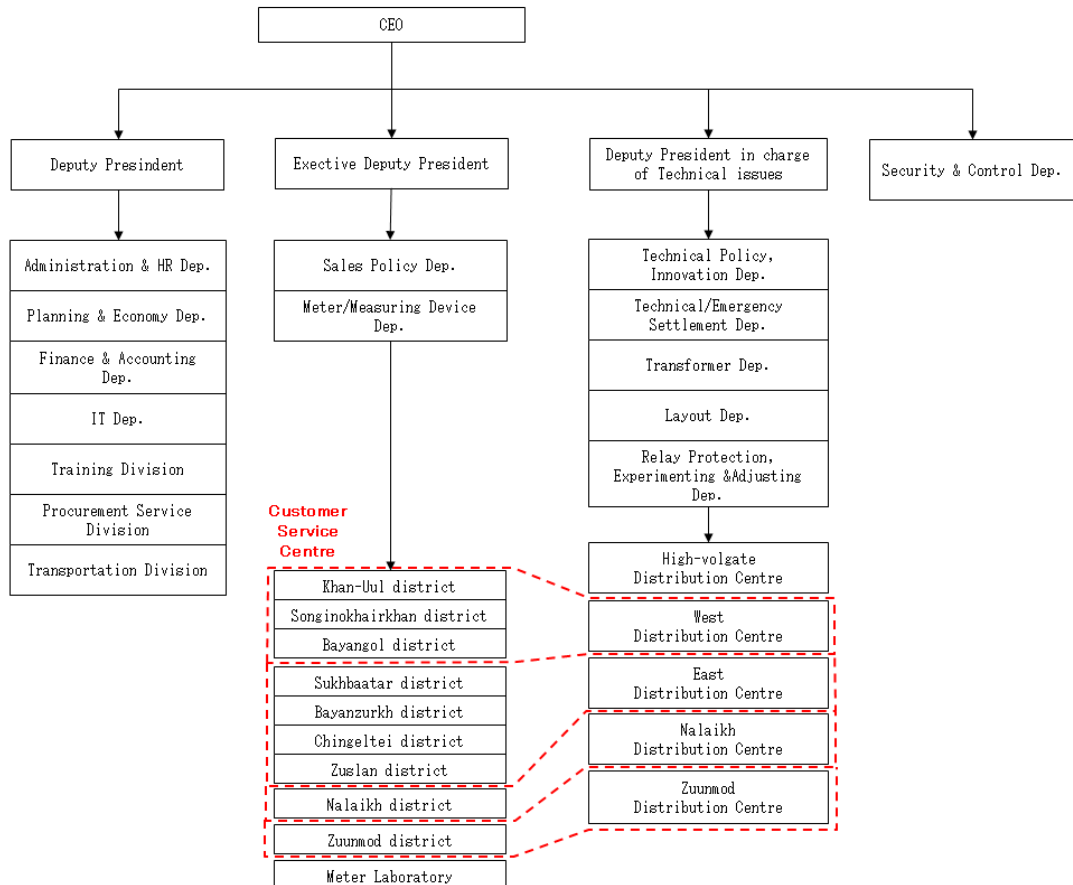 CEO
Deputy Presindent
Exective Deputy President
Deputy President in charge
of Technical issues
Security & Control Dep.
Administration & HR Dep.
Planning & Economy Dep.
Finance & Accounting
Dep.
IT Dep.
Training Division
Procurement Service
Division
Transportation Division
Sales Policy Dep.
Meter/Measuring Device
Dep.
Technical Policy,
Innovation Dep.
Technical/Emergency
Settlement Dep.
Transformer Dep.
Layout Dep.
Relay Protection,
Experimenting &Adjusting
Dep.
Customer
Service
Centre
Khan-Uul district
Songinokhairkhan district
Bayangol district
Sukhbaatar district
Bayanzurkh district
Chingeltei district
Zuslan district
Nalaikh district
Zuunmod district
Meter Laboratory
High-volgate
Distribution Centre
West
Distribution Centre
East
Distribution Centre
Nalaikh
Distribution Centre
Zuunmod
Distribution Centre